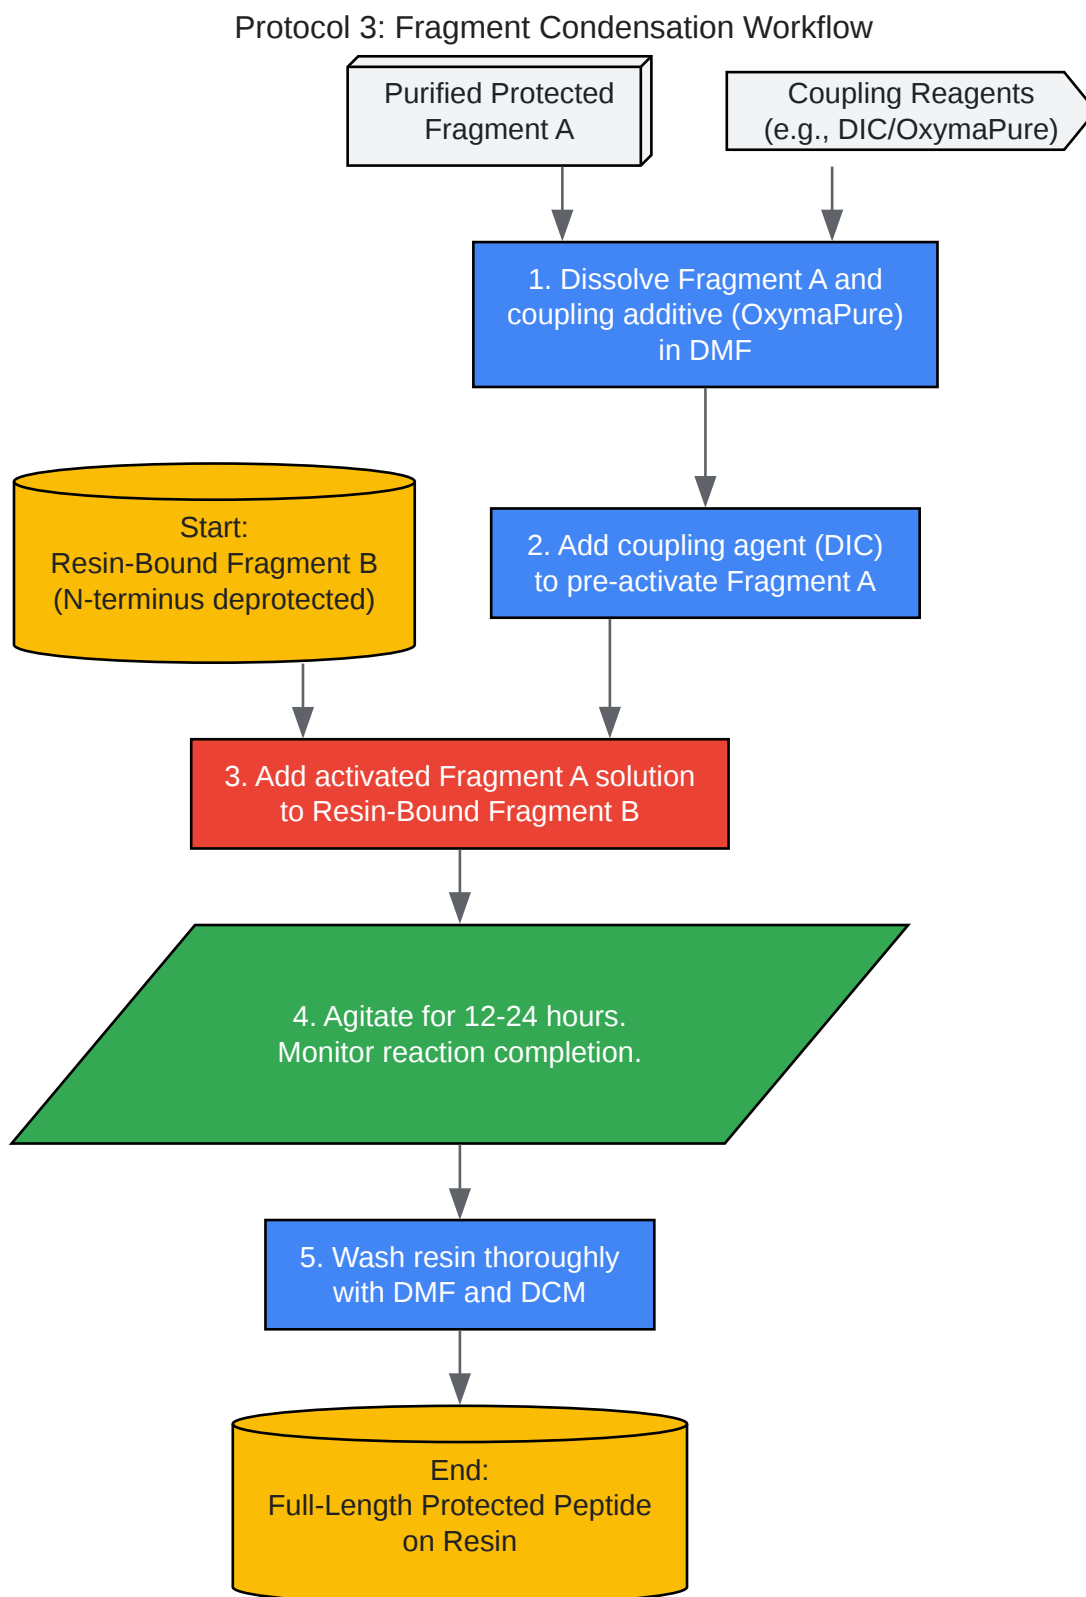 Protocol 3: Fragment Condensation Workflow
Purified Protected
Fragment A
Coupling Reagents
(e.g., DIC/OxymaPure)
1. Dissolve Fragment A and
coupling additive (OxymaPure)
in DMF
Start:
Resin-Bound Fragment B
(N-terminus deprotected)
2. Add coupling agent (DIC)
to pre-activate Fragment A
3. Add activated Fragment A solution
to Resin-Bound Fragment B
4. Agitate for 12-24 hours.
Monitor reaction completion.
5. Wash resin thoroughly
with DMF and DCM
End:
Full-Length Protected Peptide
on Resin